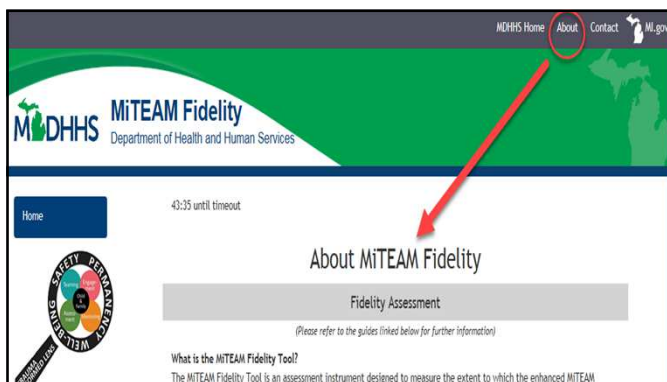 MDHHS Home About Contact MI.gov
MDHHS
MiTEAM Fidelity
Department of Health and Human Services
Home
43:35 until timeout
About MiTEAM Fidelity
Fidelity Assessment
(Please refer to the guides linked below for further information)
SAFETY PERMANENCY WELL-BEING
Teaming
Child & Family
What is the MiTEAM Fidelity Tool?
The MiTEAM Fidelity Tool is an assessment instrument designed to measure the extent to which the enhanced MiTEAM